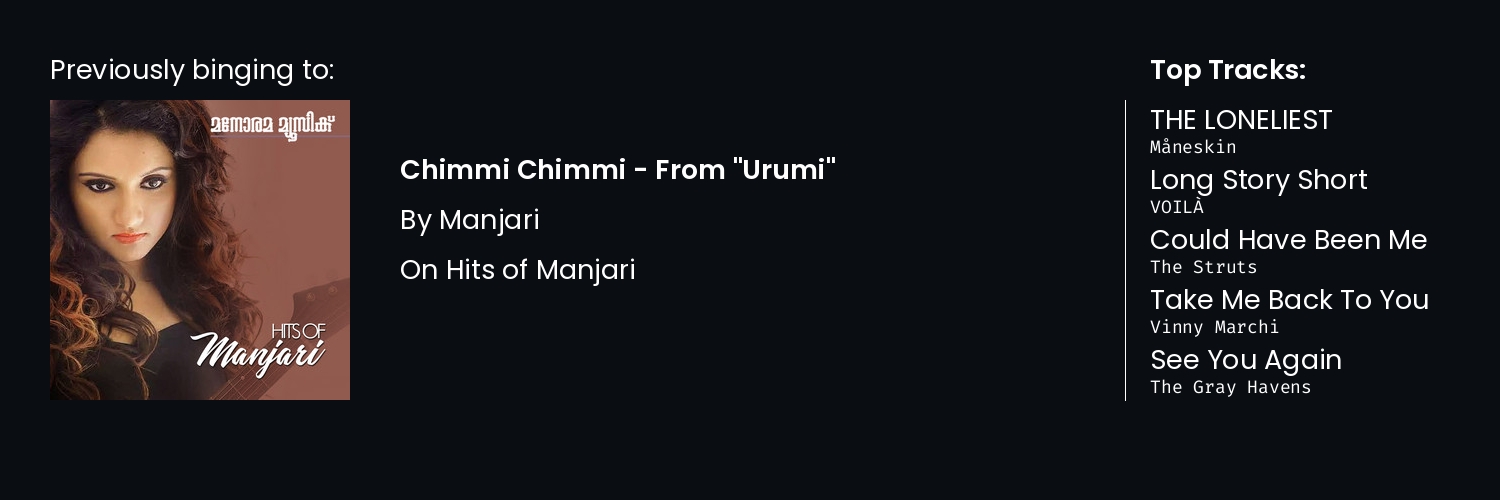 Previously binging to:
മനോരമ മ്യൂസിക്
HITS OF
Manjari
Chimmi Chimmi - From "Urumi"
By Manjari
On Hits of Manjari
Top Tracks:
THE LONELIEST
Måneskin
Long Story Short
VOILÀ
Could Have Been Me
The Struts
Take Me Back To You
Vinny Marchi
See You Again
The Gray Havens